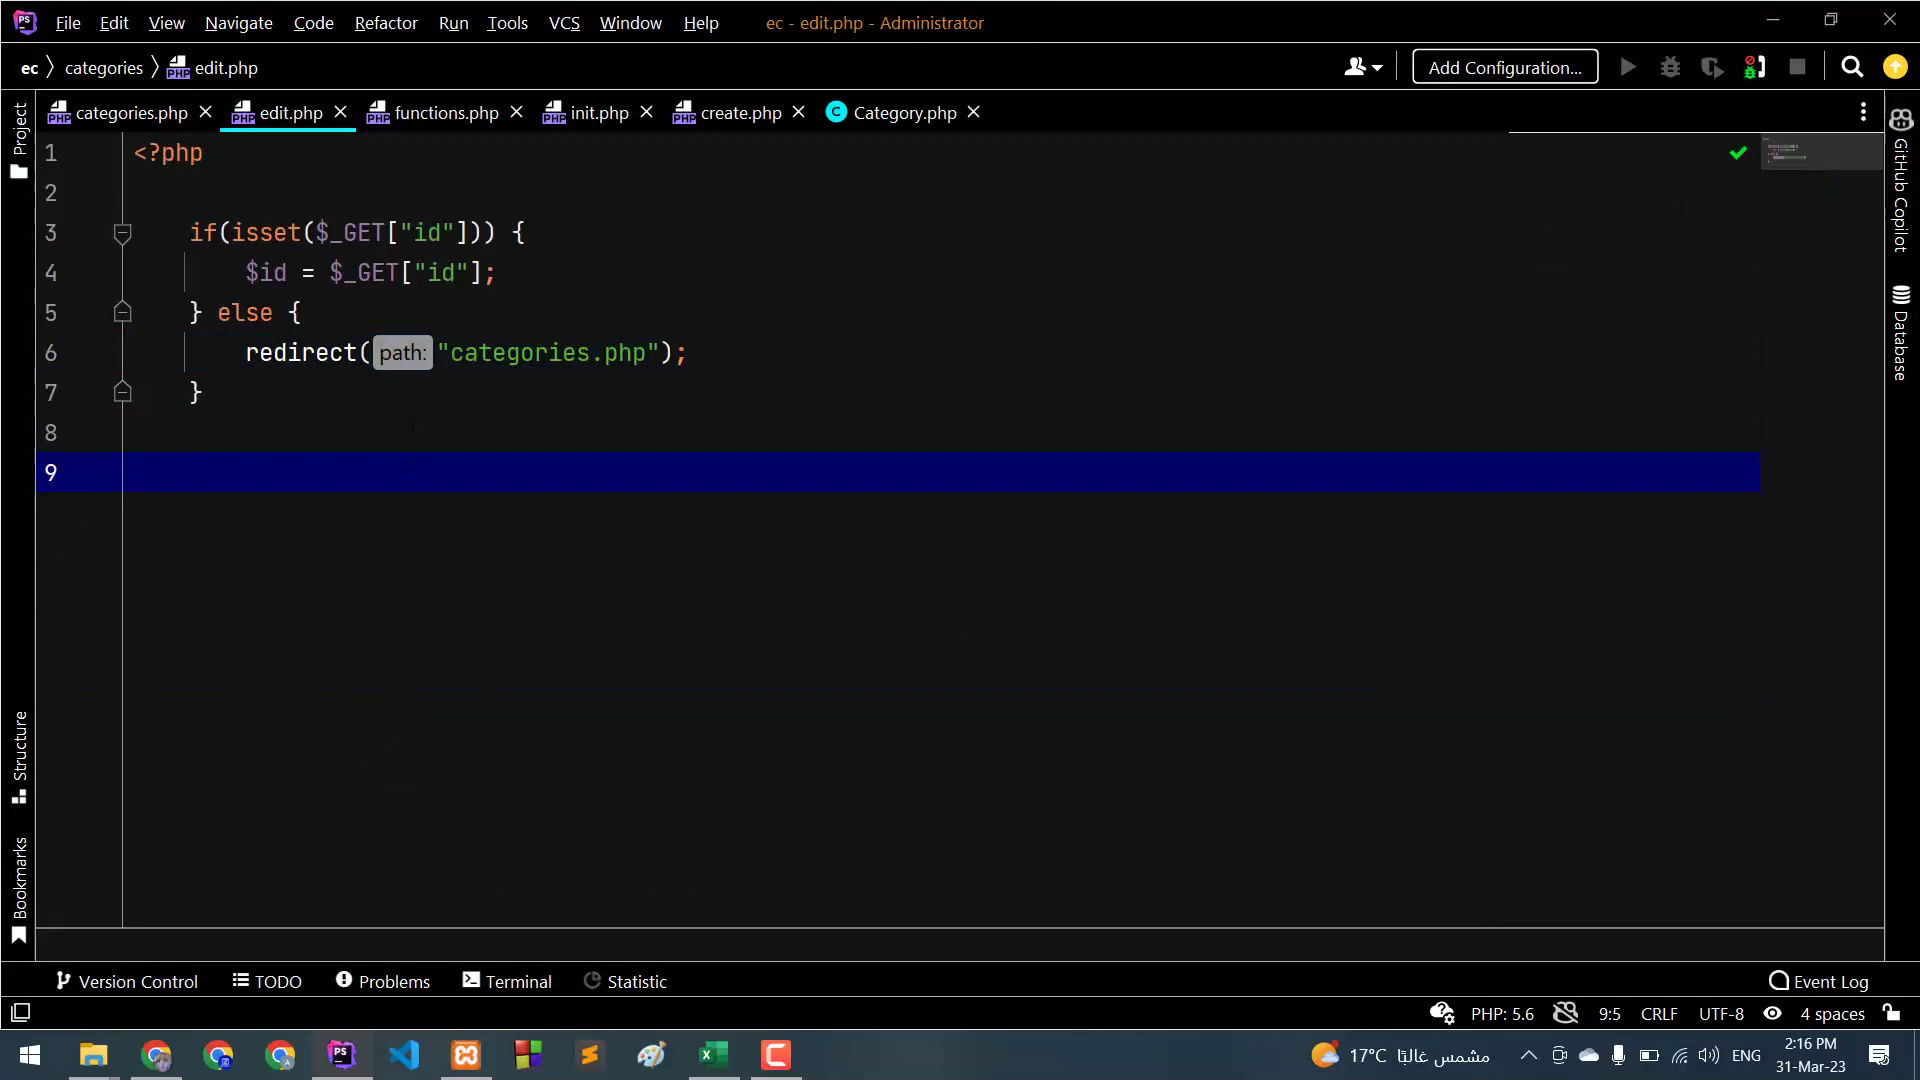 File Edit View Navigate Code Refactor Run Tools VCS Window Help ec - edit.php - Administrator
ec categories edit.php Add Configuration...
categories.php edit.php functions.php init.php create.php Category.php
1 <?php
2
3 if(isset($_GET["id"])) {
4 $id = $_GET["id"];
5 } else {
6 redirect( path: "categories.php");
7 }
8
9
Project
Structure
Bookmarks
GitHub Copilot
Database
Version Control TODO Problems Terminal Statistic Event Log
PHP: 5.6 9:5 CRLF UTF-8 4 spaces
17°C مشمس غالبًا ENG 2:16 PM
31-Mar-23